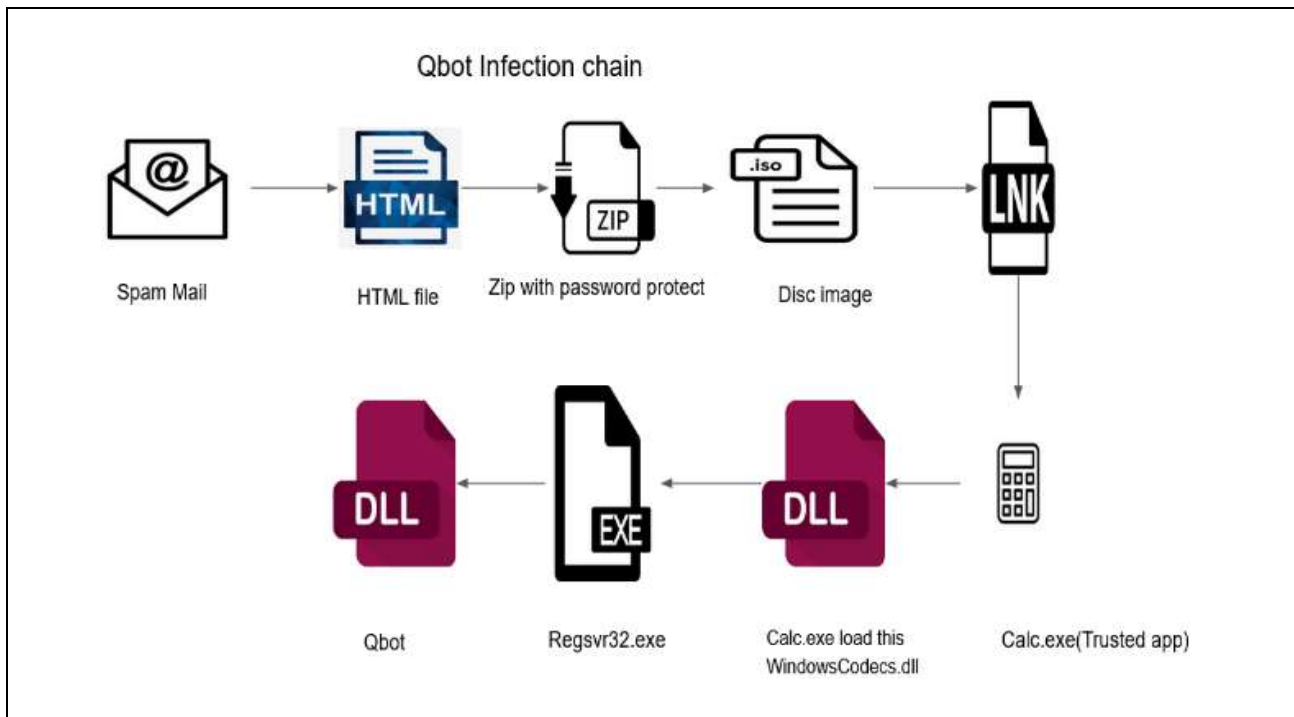 Qbot Infection chain
@
HTML
ZIP
.iso
LNK
Spam Mail
HTML file
Zip with password protect
Disc image
DLL
EXE
DLL
Qbot
Regsvr32.exe
Calc.exe load this
WindowsCodecs.dll
Calc.exe(Trusted app)